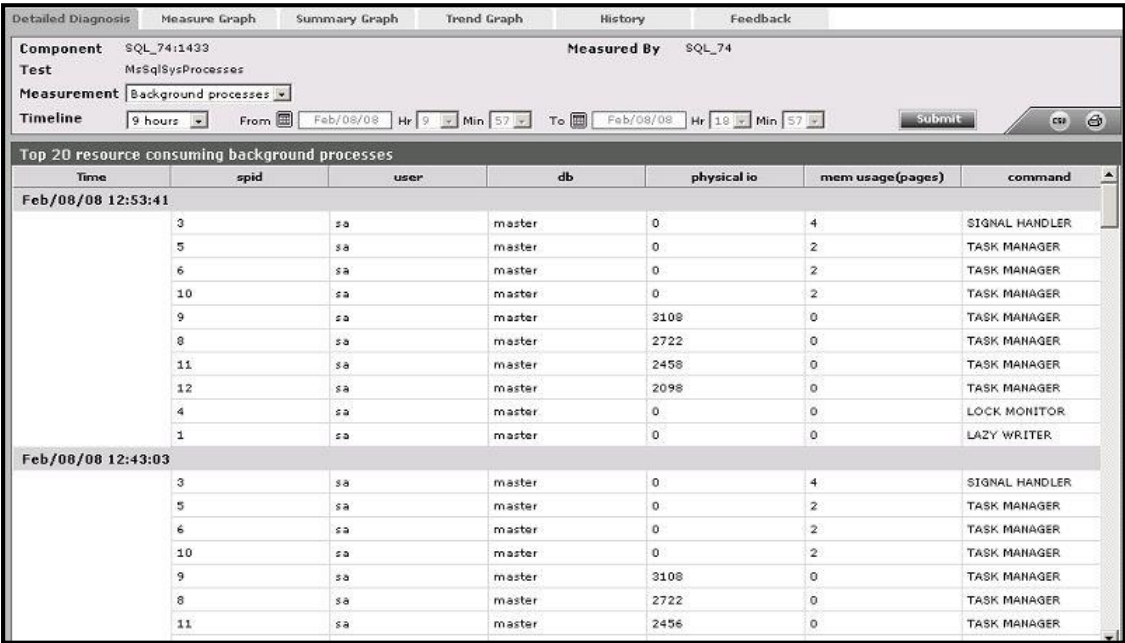 Detailed Diagnosis Measure Graph Summary Graph Trend Graph History Feedback
Component SQL_74:1433 Measured By SQL_74
Test MsSqlSysProcesses
Measurement Background processes
Timeline 9 hours From Feb/08/08 Hr 9 Min 57 To Feb/08/08 Hr 18 Min 57 Submit CSV
Top 20 resource consuming background processes
Time spid user db physical io mem usage(pages) command
Feb/08/08 12:53:41
3 sa master 0 4 SIGNAL HANDLER
5 sa master 0 2 TASK MANAGER
6 sa master 0 2 TASK MANAGER
10 sa master 0 2 TASK MANAGER
9 sa master 3108 0 TASK MANAGER
8 sa master 2722 0 TASK MANAGER
11 sa master 2458 0 TASK MANAGER
12 sa master 2098 0 TASK MANAGER
4 sa master 0 0 LOCK MONITOR
1 sa master 0 0 LAZY WRITER
Feb/08/08 12:43:03
3 sa master 0 4 SIGNAL HANDLER
5 sa master 0 2 TASK MANAGER
6 sa master 0 2 TASK MANAGER
10 sa master 0 2 TASK MANAGER
9 sa master 3108 0 TASK MANAGER
8 sa master 2722 0 TASK MANAGER
11 sa master 2456 0 TASK MANAGER